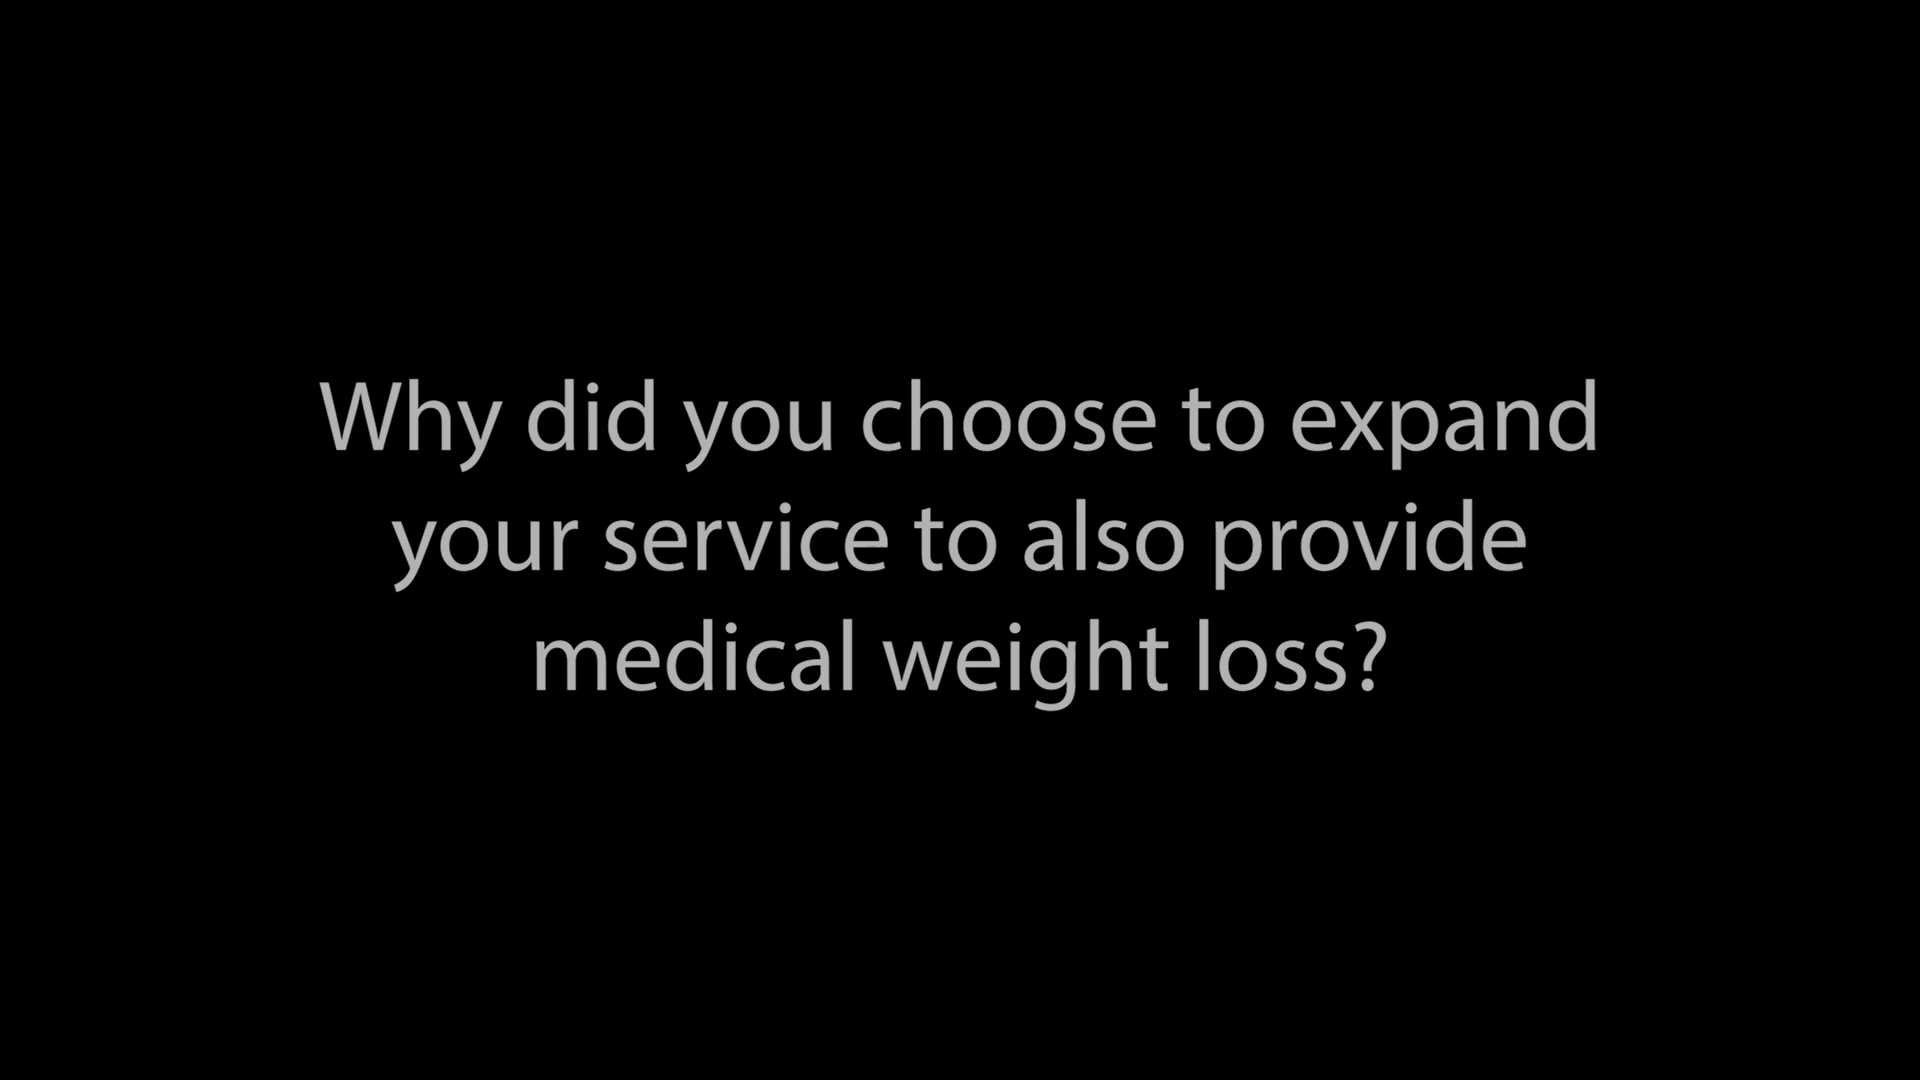 Why did you choose to expand
your service to also provide
medical weight loss?